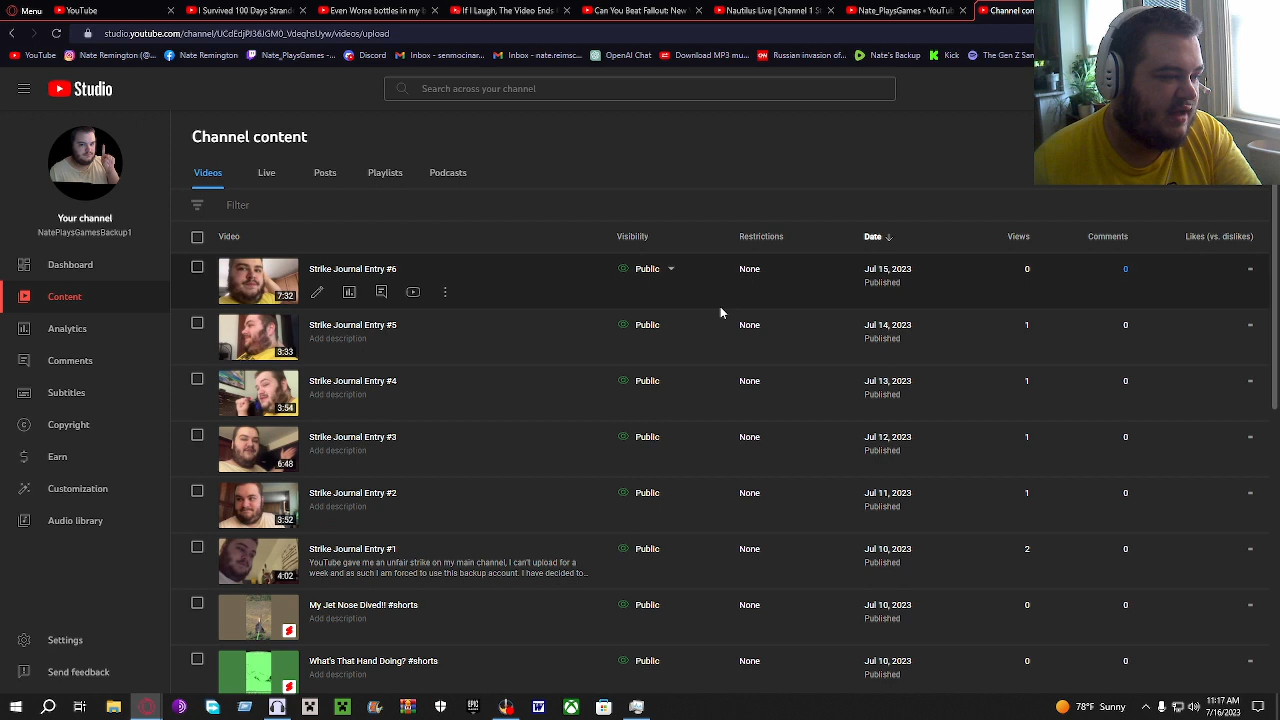 Menu
YouTube
I Survived 100 Days Strande
Even Worse bottles in my b
If I Laugh, The Video Ends
Can You Beat Fallout: New
Nautilus Live | Channel 1 S
Nate_PlaysGames - YouTub
Channel con
studio.youtube.com/channel/UCdEdjPJ36iJGM0_VdeqhsUyw/videos/upload
YouTube
Nate Remington (@=...
Nate Remington
Nate_PlaysGames -...
Discord
Inbox - senmocinar...
Inbox - nate.reimsc...
OpenAI Chat
Download MP3 mu...
Russian invasion of...
Nate's Backup
Kick
The Gen Z San
Studio
Search across your channel
Channel content
Videos
Live
Posts
Playlists
Podcasts
Filter
Your channel
NatePlaysGamesBackup1
Dashboard
Content
Analytics
Comments
Subtitles
Copyright
Earn
Customization
Audio library
Settings
Send feedback
Video Visibility Restrictions Date Views Comments Likes (vs. dislikes)
Strike Journal Entry #6 Public None Jul 15, 2023 0 0 –
7:32 Published
Strike Journal Entry #5 Public None Jul 14, 2023 1 0 –
Add description Published
3:33
Strike Journal Entry #4 Public None Jul 13, 2023 1 0 –
Add description Published
3:54
Strike Journal Entry #3 Public None Jul 12, 2023 1 0 –
Add description Published
6:48
Strike Journal Entry #2 Public None Jul 11, 2023 1 0 –
Add description Published
3:52
Strike Journal Entry #1 Public None Jul 10, 2023 2 0 –
YouTube gave me an unfair strike on my main channel, I can't upload for a Published
week and as such I am forced to use this backup account. I have decided to...
4:02
My Jet Nose Dived!! #shorts Public None Jul 10, 2023 0 0 –
Add description Published
What's That Hand Doing? #shorts Public None Jul 10, 2023 0 0 –
Add description Published
78°F Sunny
11:17 AM
7/16/2023